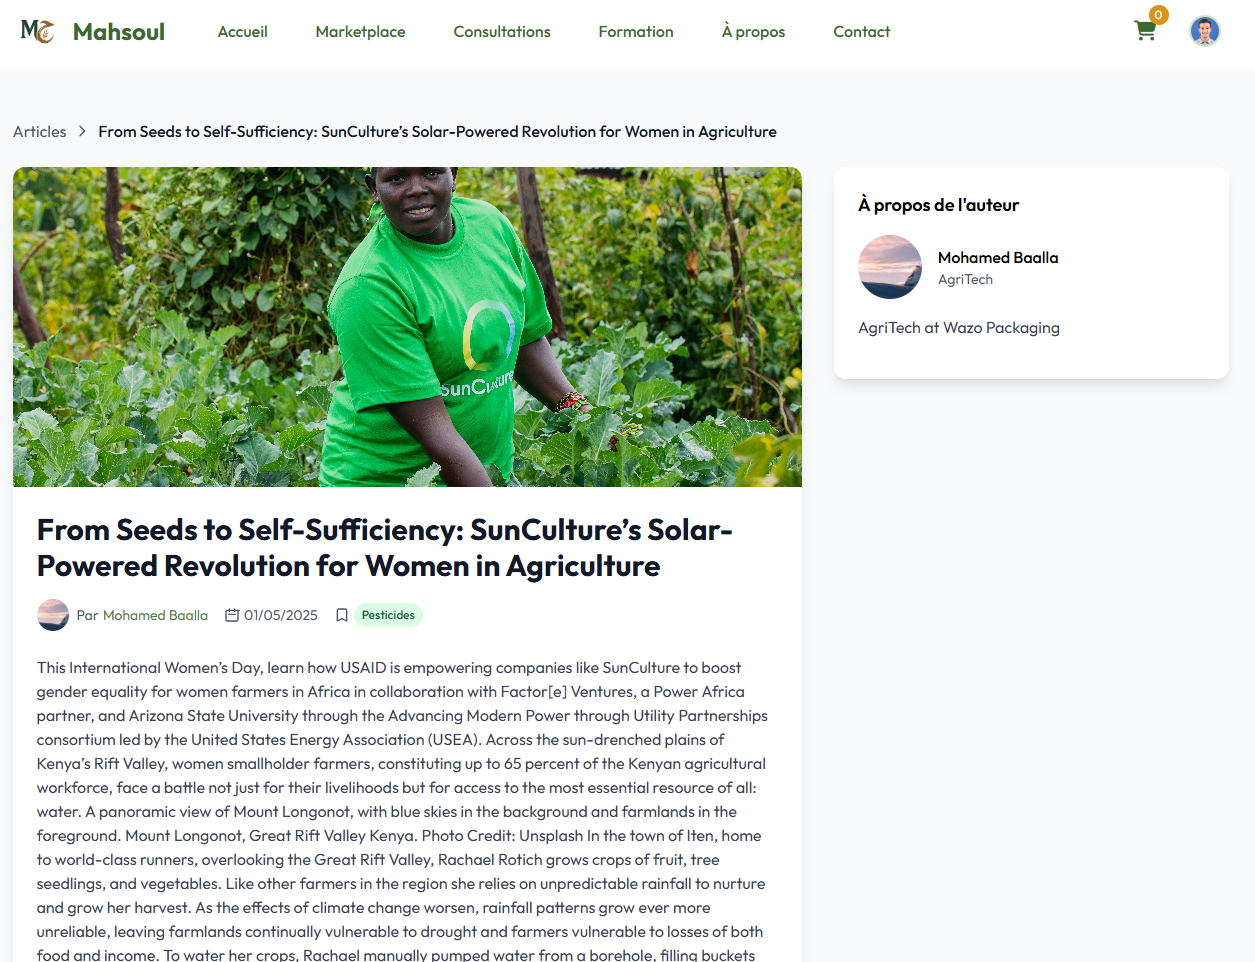 MC Mahsoul
Accueil
Marketplace
Consultations
Formation
À propos
Contact
0
Articles > From Seeds to Self-Sufficiency: SunCulture’s Solar-Powered Revolution for Women in Agriculture
SunCulture
From Seeds to Self-Sufficiency: SunCulture’s Solar-
Powered Revolution for Women in Agriculture
Par Mohamed Baalla 01/05/2025 Pesticides
This International Women’s Day, learn how USAID is empowering companies like SunCulture to boost
gender equality for women farmers in Africa in collaboration with Factor[e] Ventures, a Power Africa
partner, and Arizona State University through the Advancing Modern Power through Utility Partnerships
consortium led by the United States Energy Association (USEA). Across the sun-drenched plains of
Kenya’s Rift Valley, women smallholder farmers, constituting up to 65 percent of the Kenyan agricultural
workforce, face a battle not just for their livelihoods but for access to the most essential resource of all:
water. A panoramic view of Mount Longonot, with blue skies in the background and farmlands in the
foreground. Mount Longonot, Great Rift Valley Kenya. Photo Credit: Unsplash In the town of Iten, home
to world-class runners, overlooking the Great Rift Valley, Rachael Rotich grows crops of fruit, tree
seedlings, and vegetables. Like other farmers in the region she relies on unpredictable rainfall to nurture
and grow her harvest. As the effects of climate change worsen, rainfall patterns grow ever more
unreliable, leaving farmlands continually vulnerable to drought and farmers vulnerable to losses of both
food and income. To water her crops, Rachael manually pumped water from a borehole, filling buckets
À propos de l'auteur
Mohamed Baalla
AgriTech
AgriTech at Wazo Packaging